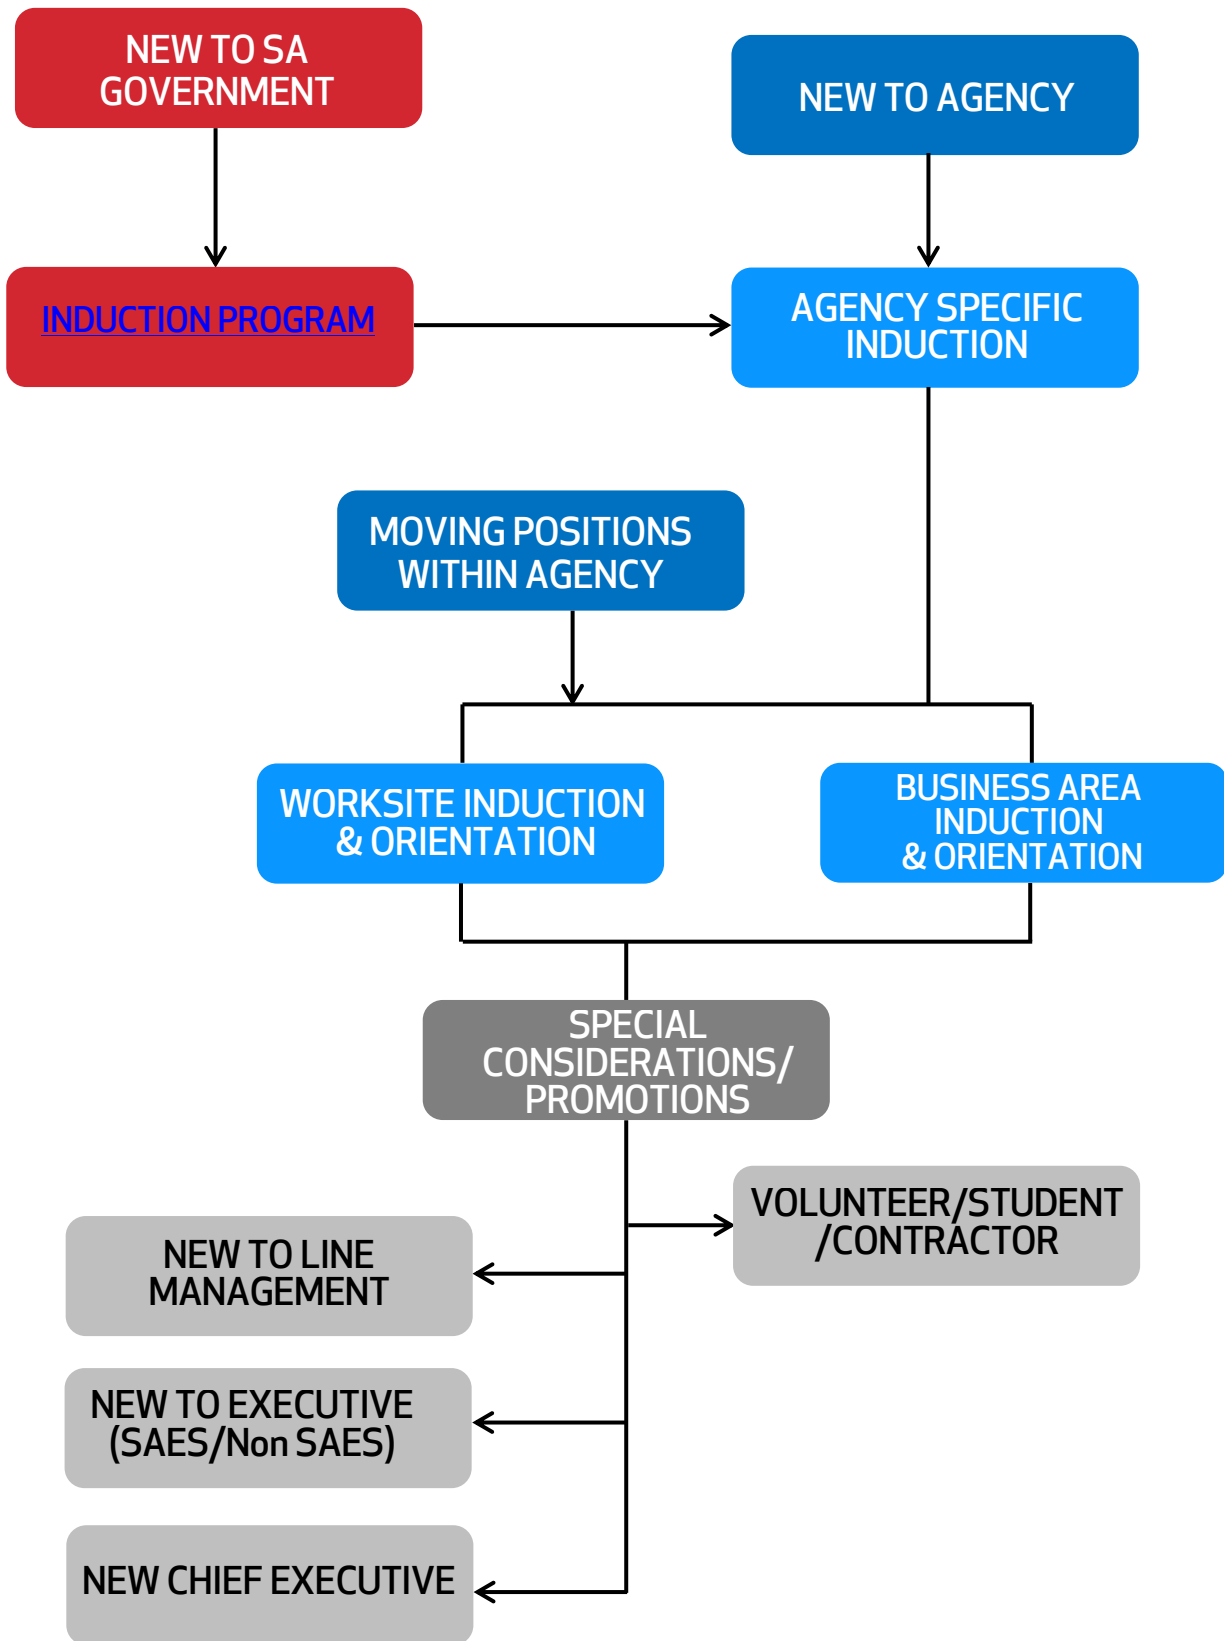 NEW TO SA
GOVERNMENT
NEW TO AGENCY
INDUCTION PROGRAM
AGENCY SPECIFIC
INDUCTION
MOVING POSITIONS
WITHIN AGENCY
WORKSITE INDUCTION
& ORIENTATION
BUSINESS AREA
INDUCTION
& ORIENTATION
SPECIAL
CONSIDERATIONS/
PROMOTIONS
VOLUNTEER/STUDENT
/CONTRACTOR
NEW TO LINE
MANAGEMENT
NEW TO EXECUTIVE
(SAES/Non SAES)
NEW CHIEF EXECUTIVE